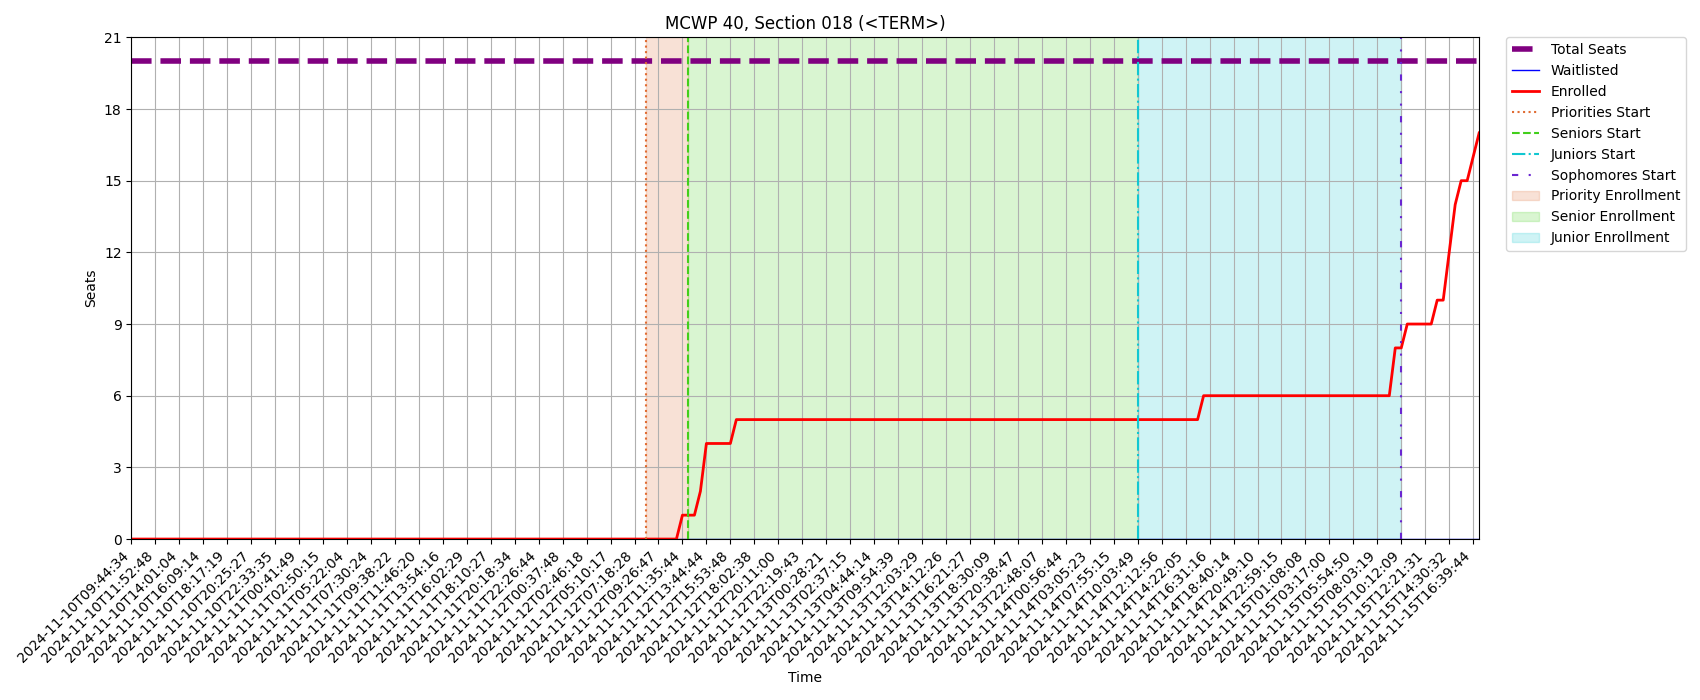 MCWP 40, Section 018 (<TERM>)
Total Seats
Waitlisted
Enrolled
Priorities Start
Seniors Start
Juniors Start
Sophomores Start
Priority Enrollment
Senior Enrollment
Junior Enrollment
Seats
21
18
15
12
9
6
3
0
2024-11-10T09:44:34
2024-11-10T11:52:48
2024-11-10T14:01:04
2024-11-10T16:09:14
2024-11-10T18:17:19
2024-11-10T20:25:27
2024-11-10T22:33:35
2024-11-11T00:41:49
2024-11-11T02:50:15
2024-11-11T05:22:04
2024-11-11T07:30:24
2024-11-11T09:38:22
2024-11-11T11:46:20
2024-11-11T13:54:16
2024-11-11T16:02:29
2024-11-11T18:10:27
2024-11-11T20:18:34
2024-11-11T22:26:44
2024-11-12T00:37:48
2024-11-12T02:46:18
2024-11-12T05:10:17
2024-11-12T07:18:28
2024-11-12T09:26:47
2024-11-12T11:35:44
2024-11-12T13:44:44
2024-11-12T15:53:48
2024-11-12T18:02:38
2024-11-12T20:11:00
2024-11-12T22:19:43
2024-11-13T00:28:21
2024-11-13T02:37:15
2024-11-13T04:44:14
2024-11-13T09:54:39
2024-11-13T12:03:29
2024-11-13T14:12:26
2024-11-13T16:21:27
2024-11-13T18:30:09
2024-11-13T20:38:47
2024-11-13T22:48:07
2024-11-14T00:56:44
2024-11-14T03:05:23
2024-11-14T07:55:15
2024-11-14T10:03:49
2024-11-14T12:12:56
2024-11-14T14:22:05
2024-11-14T16:31:16
2024-11-14T18:40:14
2024-11-14T20:49:10
2024-11-14T22:59:15
2024-11-15T01:08:08
2024-11-15T03:17:00
2024-11-15T05:54:50
2024-11-15T08:03:19
2024-11-15T10:12:09
2024-11-15T12:21:31
2024-11-15T14:30:32
2024-11-15T16:39:44
Time